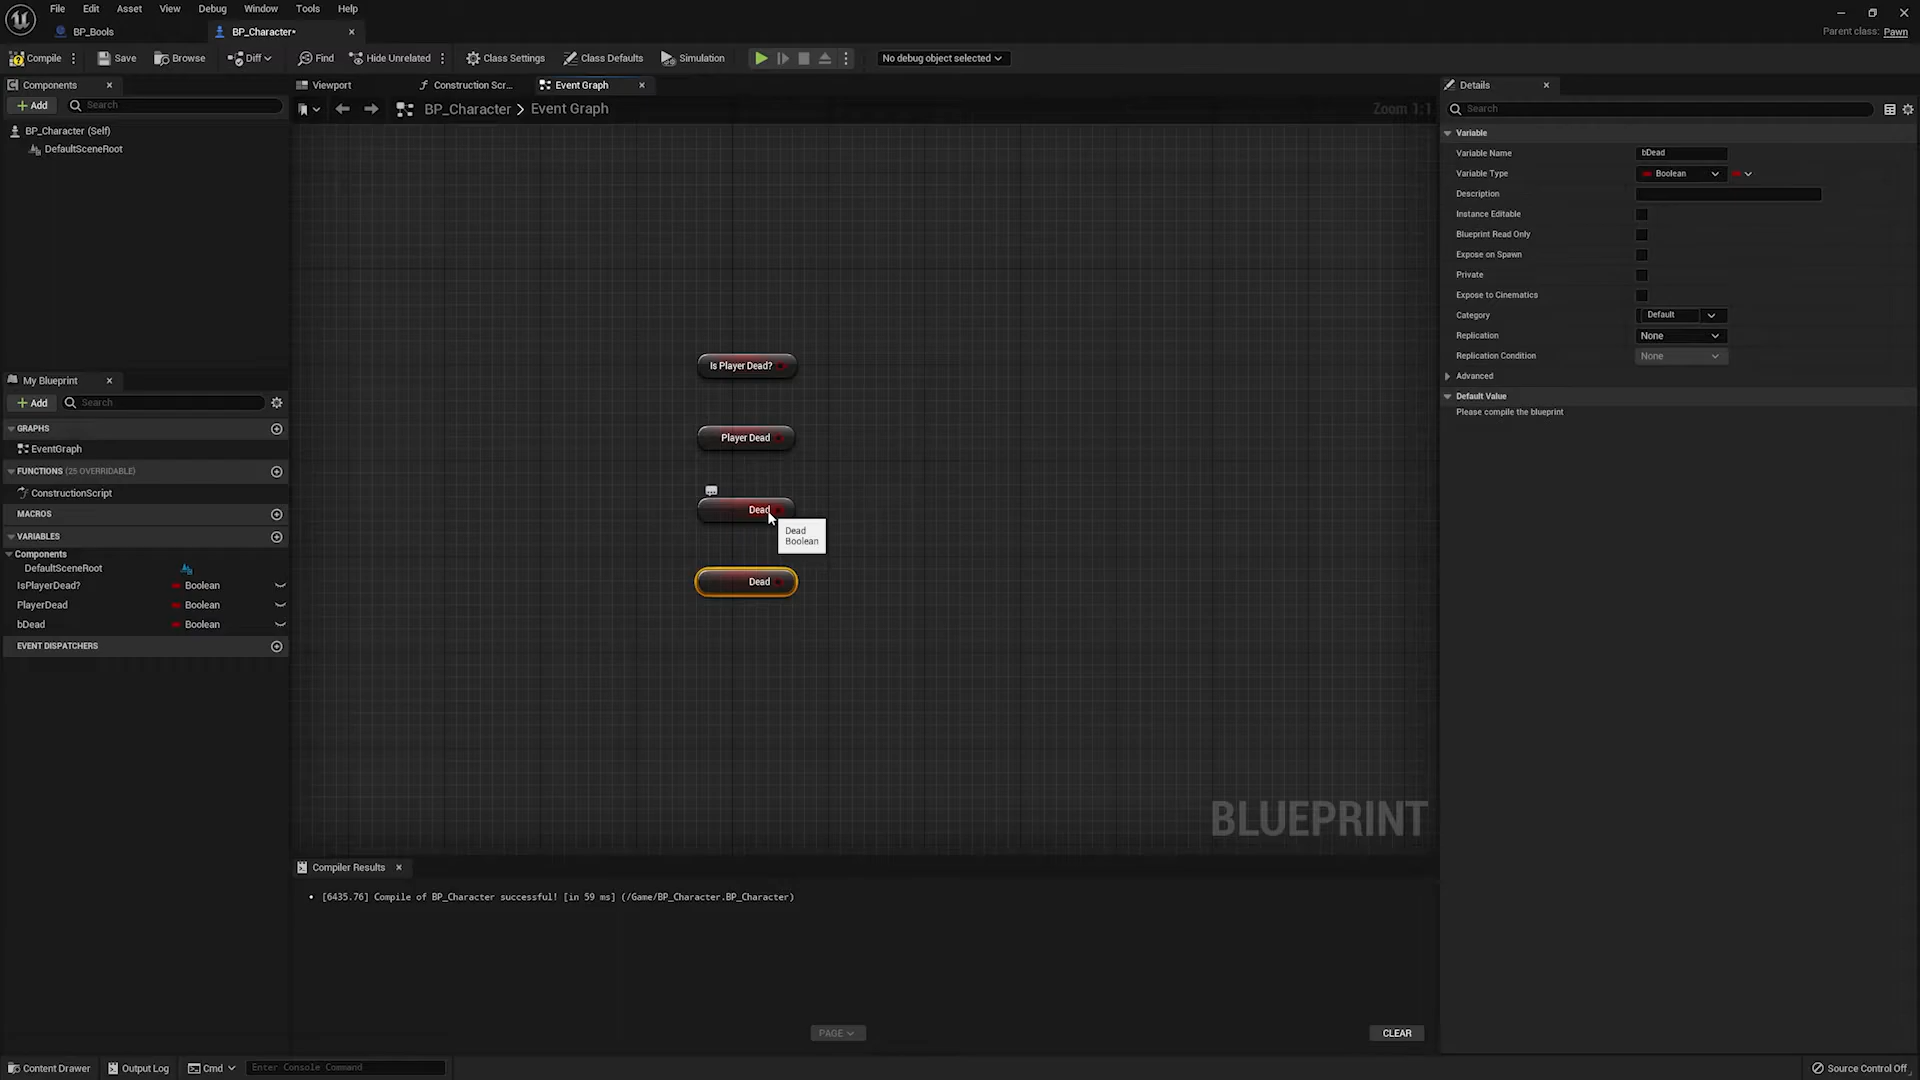 File Edit Asset View Debug Window Tools Help
BP_Bools
BP_Character*
Parent class: Pawn
Compile
Save
Browse
Diff
Find
Hide Unrelated
Class Settings
Class Defaults
Simulation
No debug object selected
Components
Add
Search
BP_Character (Self)
DefaultSceneRoot
Viewport
Construction Scr...
Event Graph
BP_Character > Event Graph
Zoom 1:1
Is Player Dead?
Player Dead
Dead
Dead
Boolean
Dead
BLUEPRINT
My Blueprint
Add
Search
GRAPHS
EventGraph
FUNCTIONS (25 OVERRIDABLE)
ConstructionScript
MACROS
VARIABLES
Components
DefaultSceneRoot
IsPlayerDead? Boolean
PlayerDead Boolean
bDead Boolean
EVENT DISPATCHERS
Compiler Results
[6435.76] Compile of BP_Character successful! [in 59 ms] (/Game/BP_Character.BP_Character)
PAGE
CLEAR
Details
Search
Variable
Variable Name bDead
Variable Type Boolean
Description
Instance Editable
Blueprint Read Only
Expose on Spawn
Private
Expose to Cinematics
Category Default
Replication None
Replication Condition None
Advanced
Default Value
Please compile the blueprint
Content Drawer
Output Log
Cmd
Enter Console Command
Source Control Off